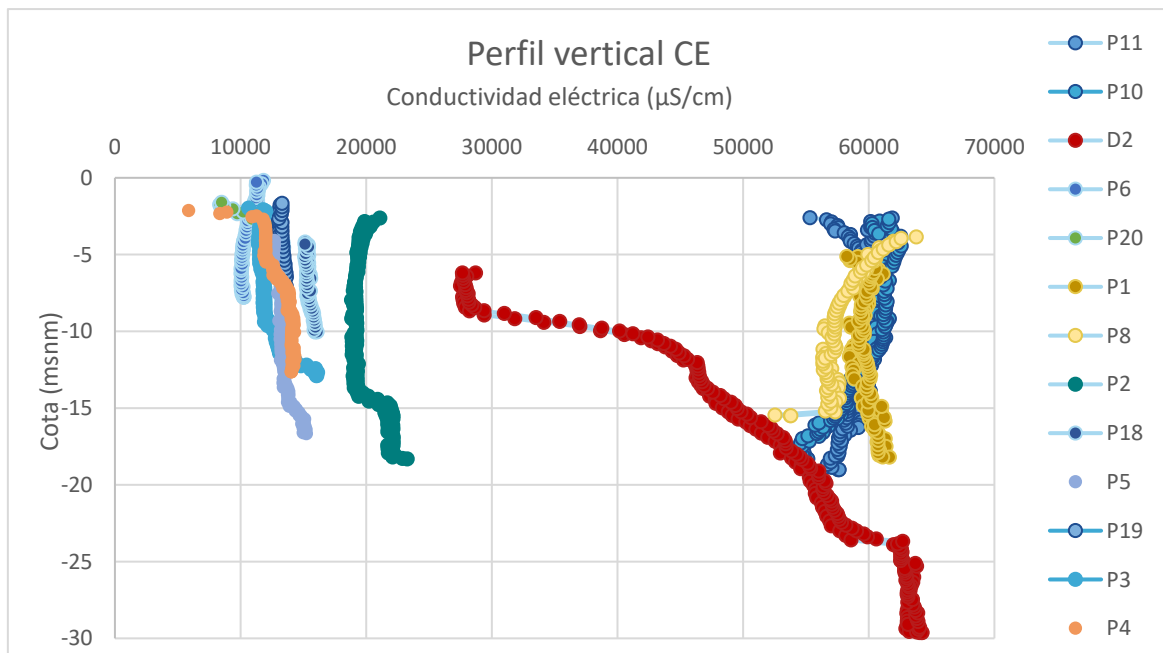 Perfil vertical CE
Conductividad eléctrica (µS/cm)
0 10000 20000 30000 40000 50000 60000 70000
Cota (msnm)
0
-5
-10
-15
-20
-25
-30
P11
P10
D2
P6
P20
P1
P8
P2
P18
P5
P19
P3
P4